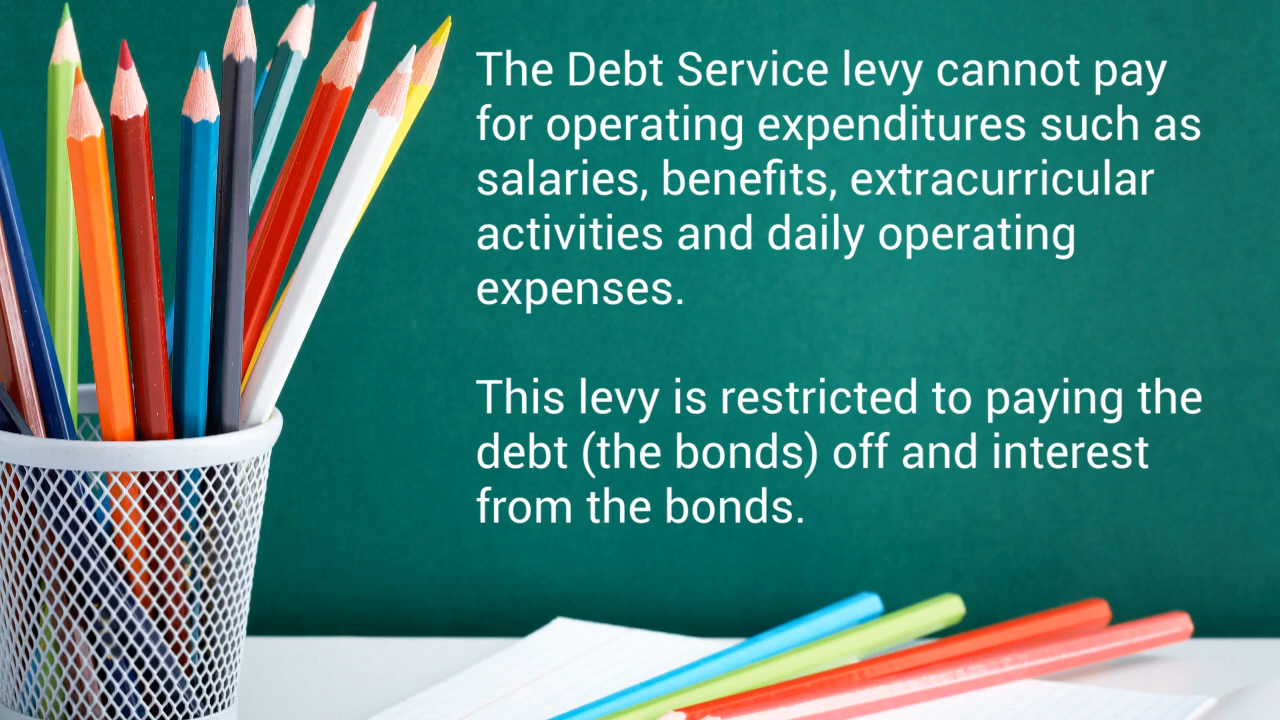 The Debt Service levy cannot pay
for operating expenditures such as
salaries, benefits, extracurricular
activities and daily operating
expenses.
This levy is restricted to paying the
debt (the bonds) off and interest
from the bonds.